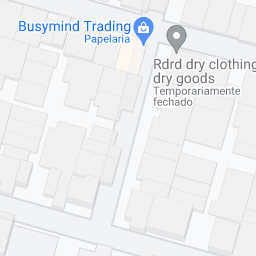 Busymind Trading
Papelaria
Rdrd dry clothing
dry goods
Temporariamente
fechado